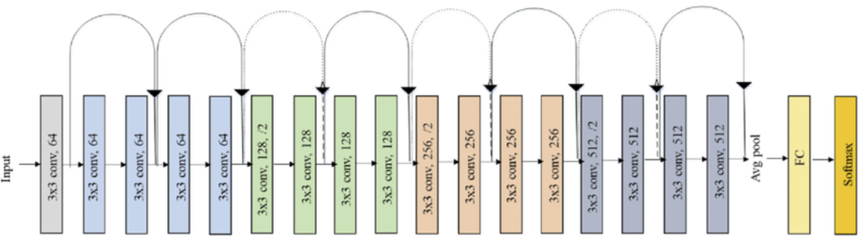 Input
3x3 conv, 64
3x3 conv, 64
3x3 conv, 64
3x3 conv, 64
3x3 conv, 64
3x3 conv, 128, /2
3x3 conv, 128
3x3 conv, 128
3x3 conv, 128
3x3 conv, 256, /2
3x3 conv, 256
3x3 conv, 256
3x3 conv, 256
3x3 conv, 512, /2
3x3 conv, 512
3x3 conv, 512
3x3 conv, 512
Avg pool
FC
Softmax